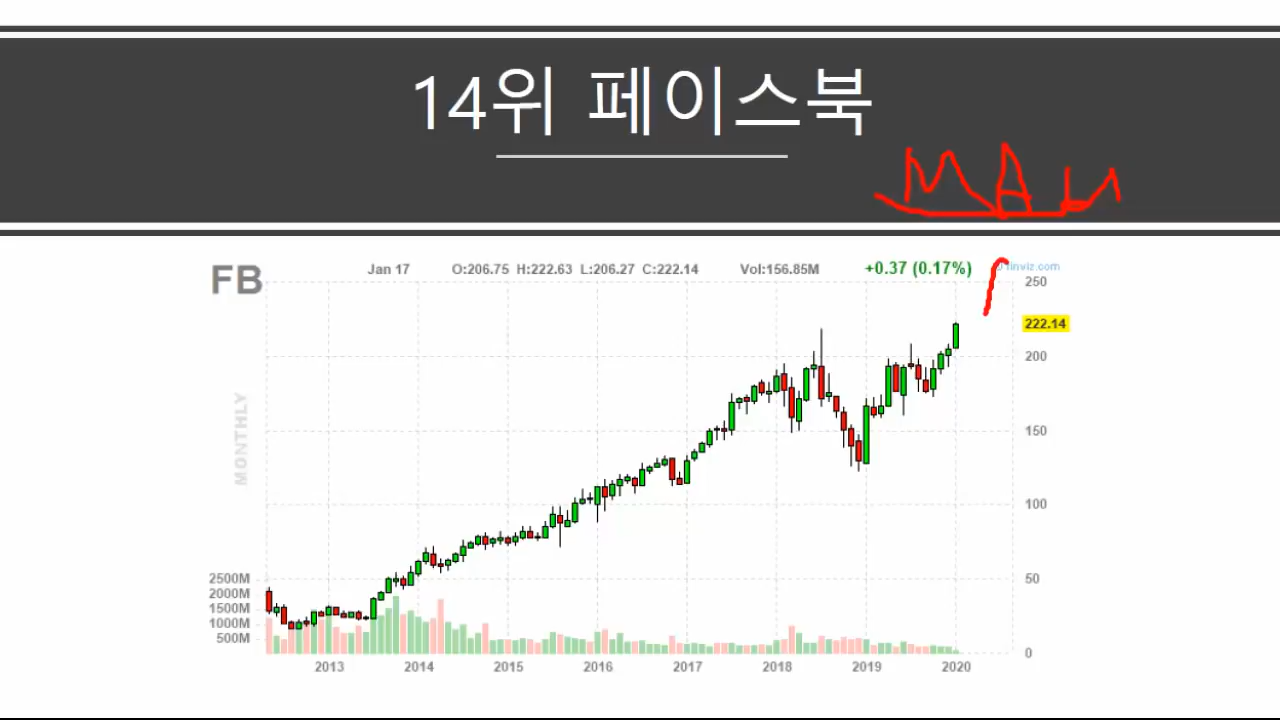 14위 페이스북
MAU
FB
Jan 17 O:206.75 H:222.63 L:206.27 C:222.14 Vol:156.85M +0.37 (0.17%) finviz.com
250
222.14
200
MONTHLY
150
100
2500M 50
2000M
1500M
1000M
500M
0
2013 2014 2015 2016 2017 2018 2019 2020